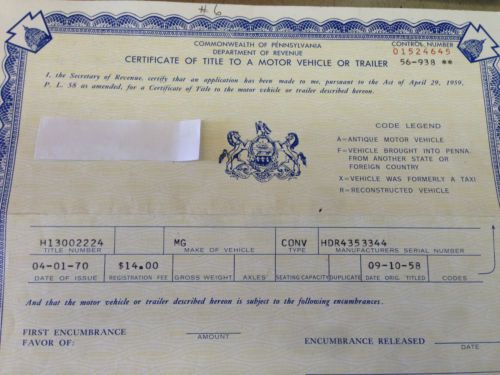 #6
COMMONWEALTH OF PENNSYLVANIA
DEPARTMENT OF REVENUE
CERTIFICATE OF TITLE TO A MOTOR VEHICLE OR TRAILER
CONTROL NUMBER
01524645
56-938 **
I, the Secretary of Revenue, certify that an application has been made to me, pursuant to the Act of April 29, 1959,
P. L. 58 as amended, for a Certificate of Title to the motor vehicle or trailer described hereon.
CODE LEGEND
A=ANTIQUE MOTOR VEHICLE
F=VEHICLE BROUGHT INTO PENNA.
FROM ANOTHER STATE OR
FOREIGN COUNTRY
X=VEHICLE WAS FORMERLY A TAXI
R=RECONSTRUCTED VEHICLE
H13002224 MG CONV HDR4353344
TITLE NUMBER MAKE OF VEHICLE MANUFACTURERS SERIAL NUMBER
04-01-70 $14.00 09-10-58
DATE OF ISSUE REGISTRATION FEE GROSS WEIGHT AXLES SEATING CAPACITY DUPLICATE DATE ORIG. TITLED CODES
And that the motor vehicle or trailer described hereon is subject to the following encumbrances.
FIRST ENCUMBRANCE
FAVOR OF:
AMOUNT
ENCUMBRANCE RELEASED
DATE